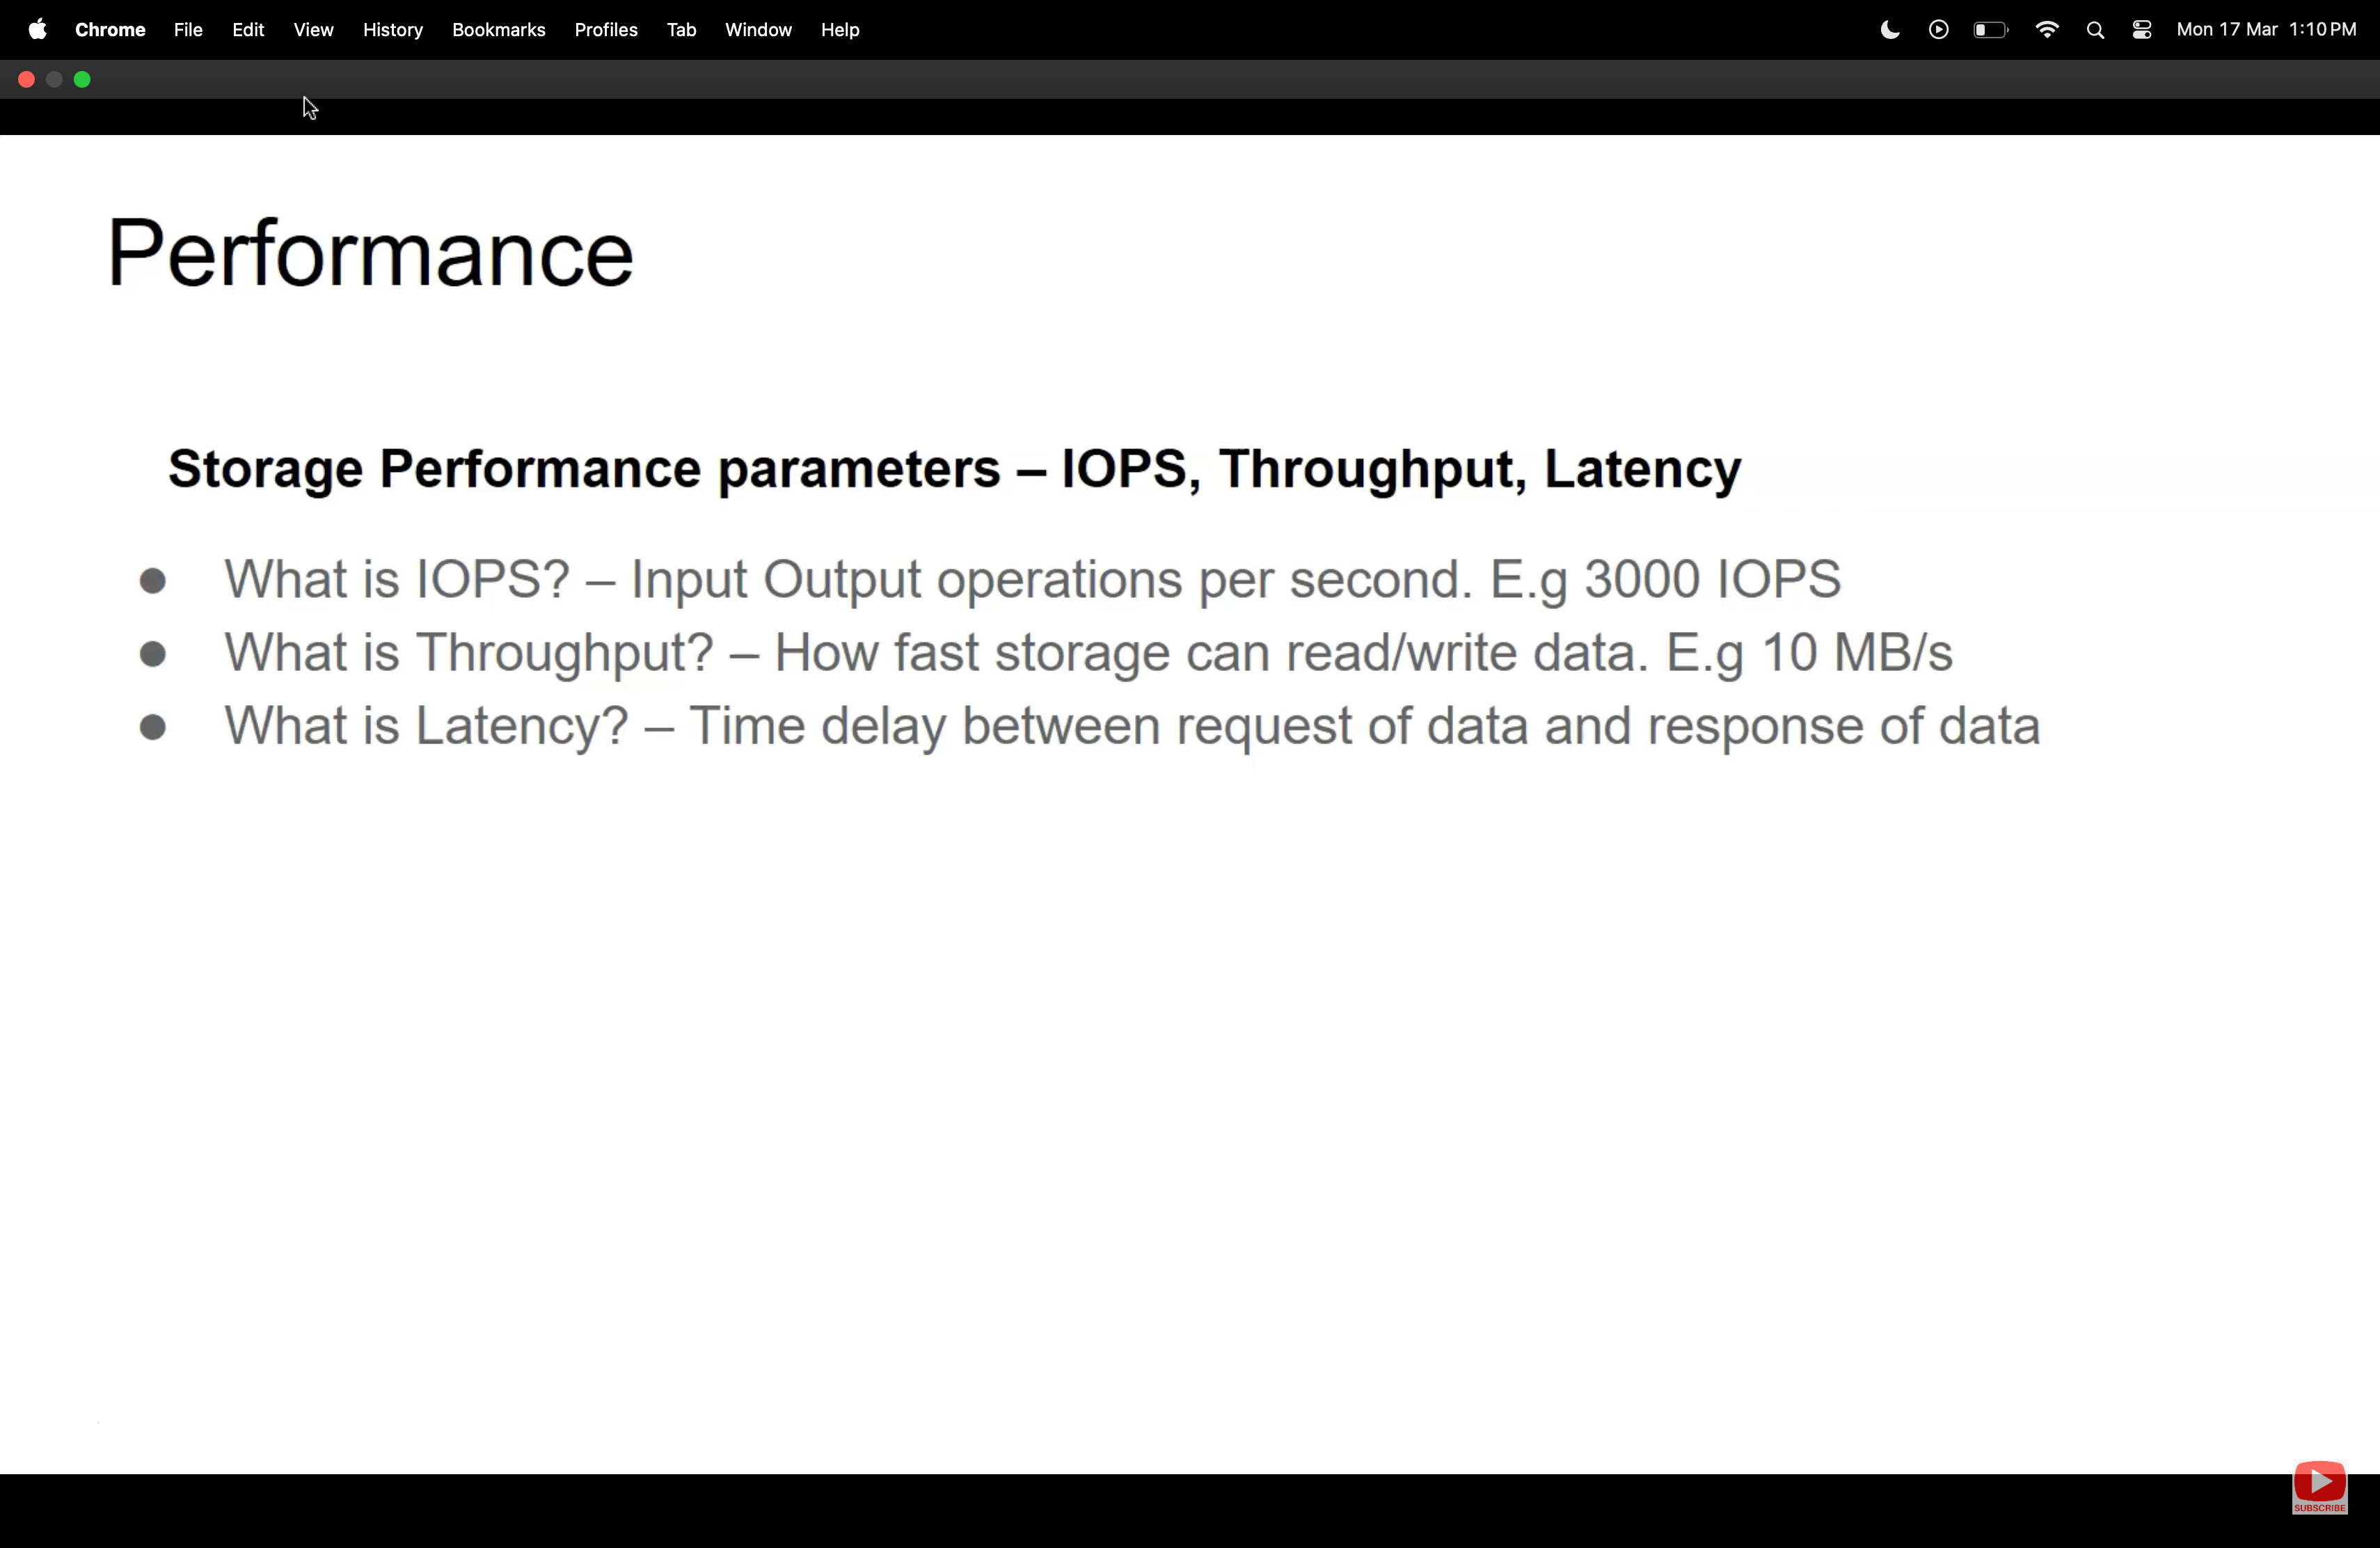 Chrome File Edit View History Bookmarks Profiles Tab Window Help Mon 17 Mar 1:10 PM
Performance
Storage Performance parameters – IOPS, Throughput, Latency
● What is IOPS? – Input Output operations per second. E.g 3000 IOPS
● What is Throughput? – How fast storage can read/write data. E.g 10 MB/s
● What is Latency? – Time delay between request of data and response of data
SUBSCRIBE